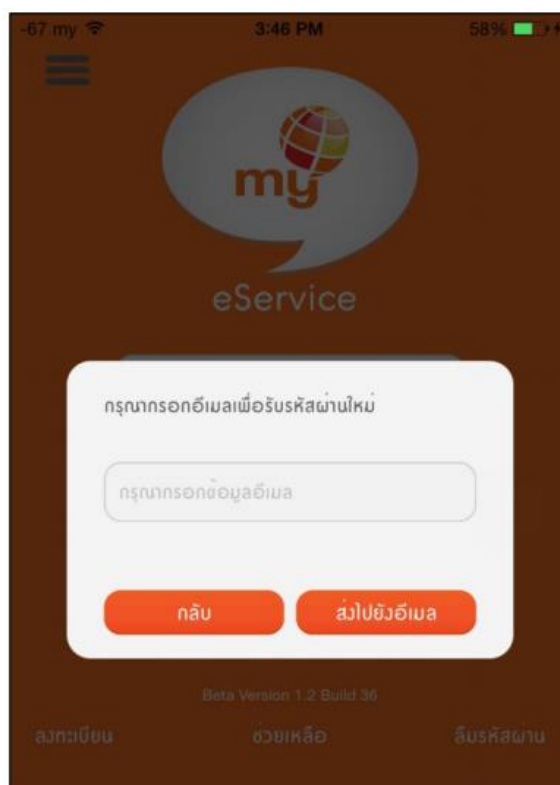 -67 my 3:46 PM 58%
my
eService
กรุณากรอกอีเมลเพื่อรับรหัสผ่านใหม่
กรุณากรอกข้อมูลอีเมล
กลับ ส่งไปยังอีเมล
Beta Version 1.2 Build 36
ลงทะเบียน ช่วยเหลือ ลืมรหัสผ่าน